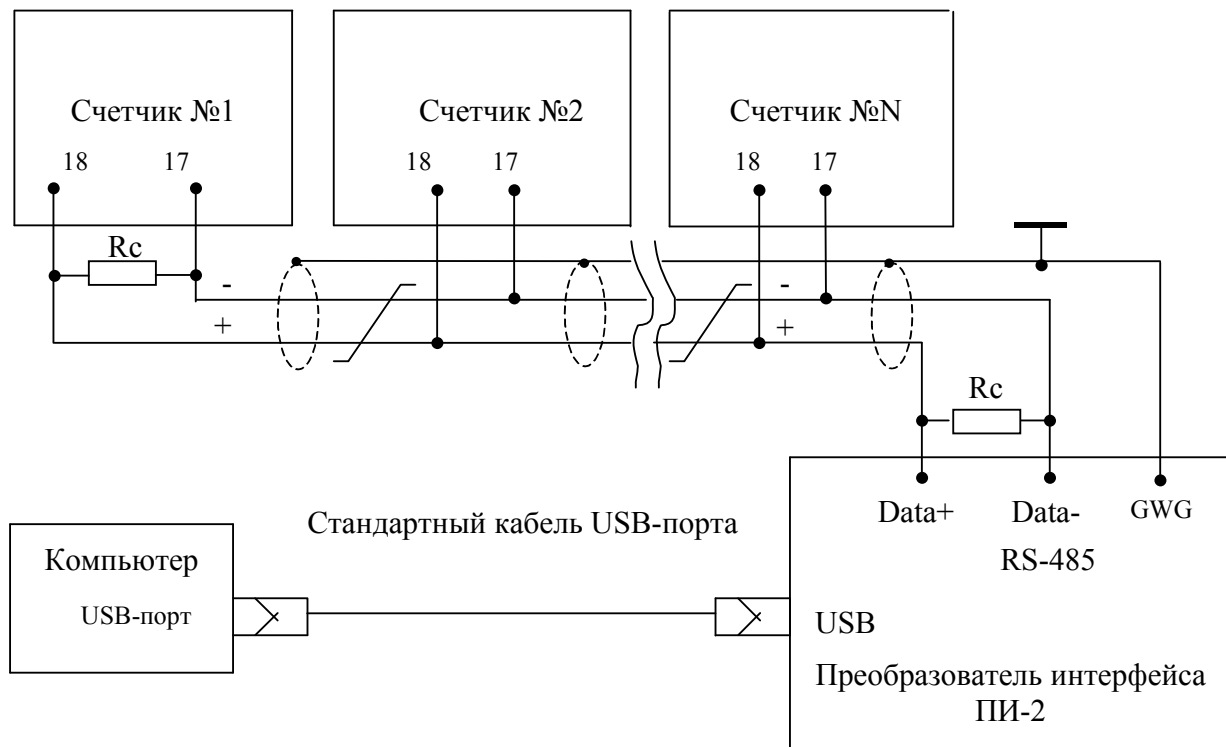 Счетчик №1
Счетчик №2
Счетчик №N
18
17
18
17
18
17
Rc
-
+
-
+
Rc
Data+
Data-
GWG
RS-485
Стандартный кабель USB-порта
Компьютер
USB-порт
USB
Преобразователь интерфейса
ПИ-2